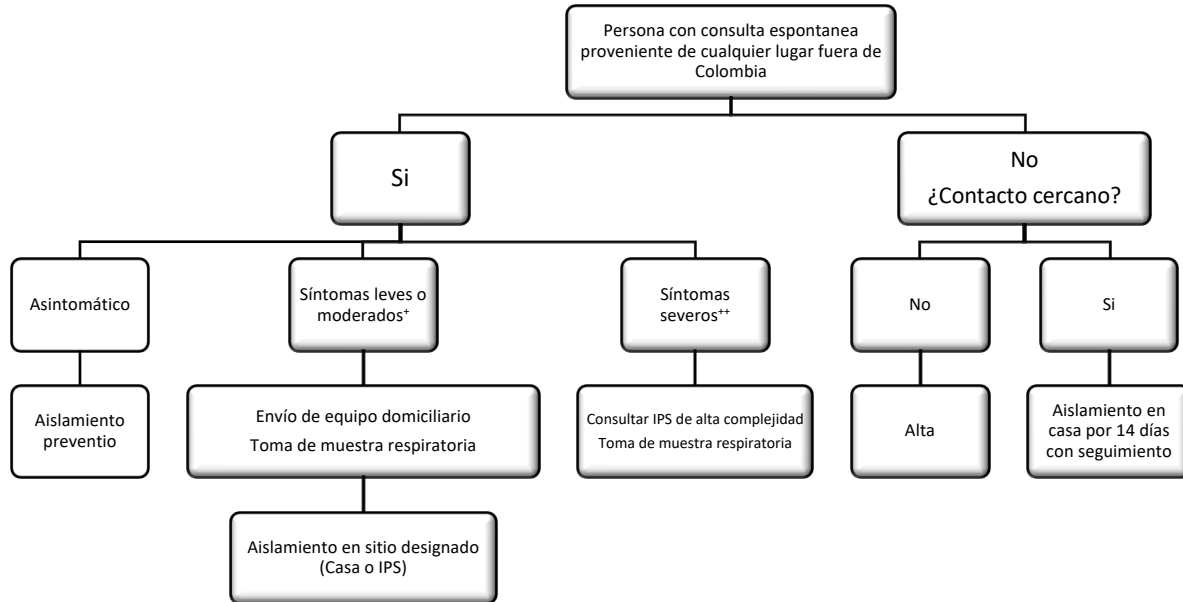 Persona con consulta espontanea
proveniente de cualquier lugar fuera de
Colombia
Si
No
¿Contacto cercano?
Asintomático
Síntomas leves o
moderados⁺
Síntomas
severos⁺⁺
No
Si
Aislamiento
preventio
Envío de equipo domiciliario
Toma de muestra respiratoria
Consultar IPS de alta complejidad
Toma de muestra respiratoria
Alta
Aislamiento en
casa por 14 días
con seguimiento
Aislamiento en sitio designado
(Casa o IPS)